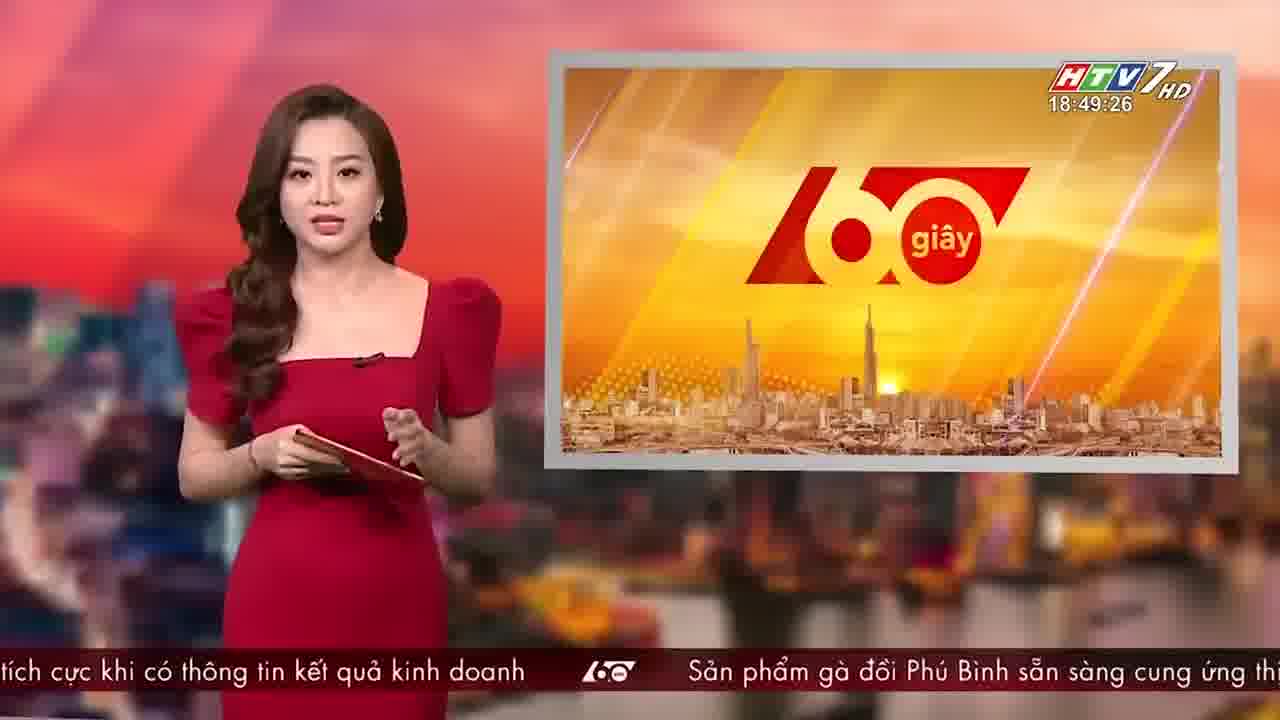 HTV7 HD
18:49:26
60 giây
tích cực khi có thông tin kết quả kinh doanh 60 Sản phẩm gà đồi Phú Bình sẵn sàng cung ứng thị